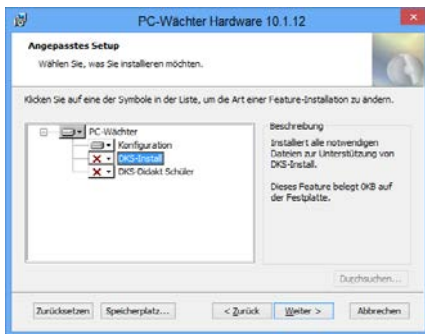 PC-Wächter Hardware 10.1.12
Angepasstes Setup
Wählen Sie, was Sie installieren möchten.
Klicken Sie auf eine der Symbole in der Liste, um die Art einer Feature-Installation zu ändern.
PC-Wächter
Konfiguration
DKS-Install
DKS-Didakt Schüler
Beschreibung
Installiert alle notwendigen
Dateien zur Unterstützung von
DKS-Install.
Dieses Feature belegt 0KB auf
der Festplatte.
Durchsuchen...
Zurücksetzen
Speicherplatz...
< Zurück
Weiter >
Abbrechen